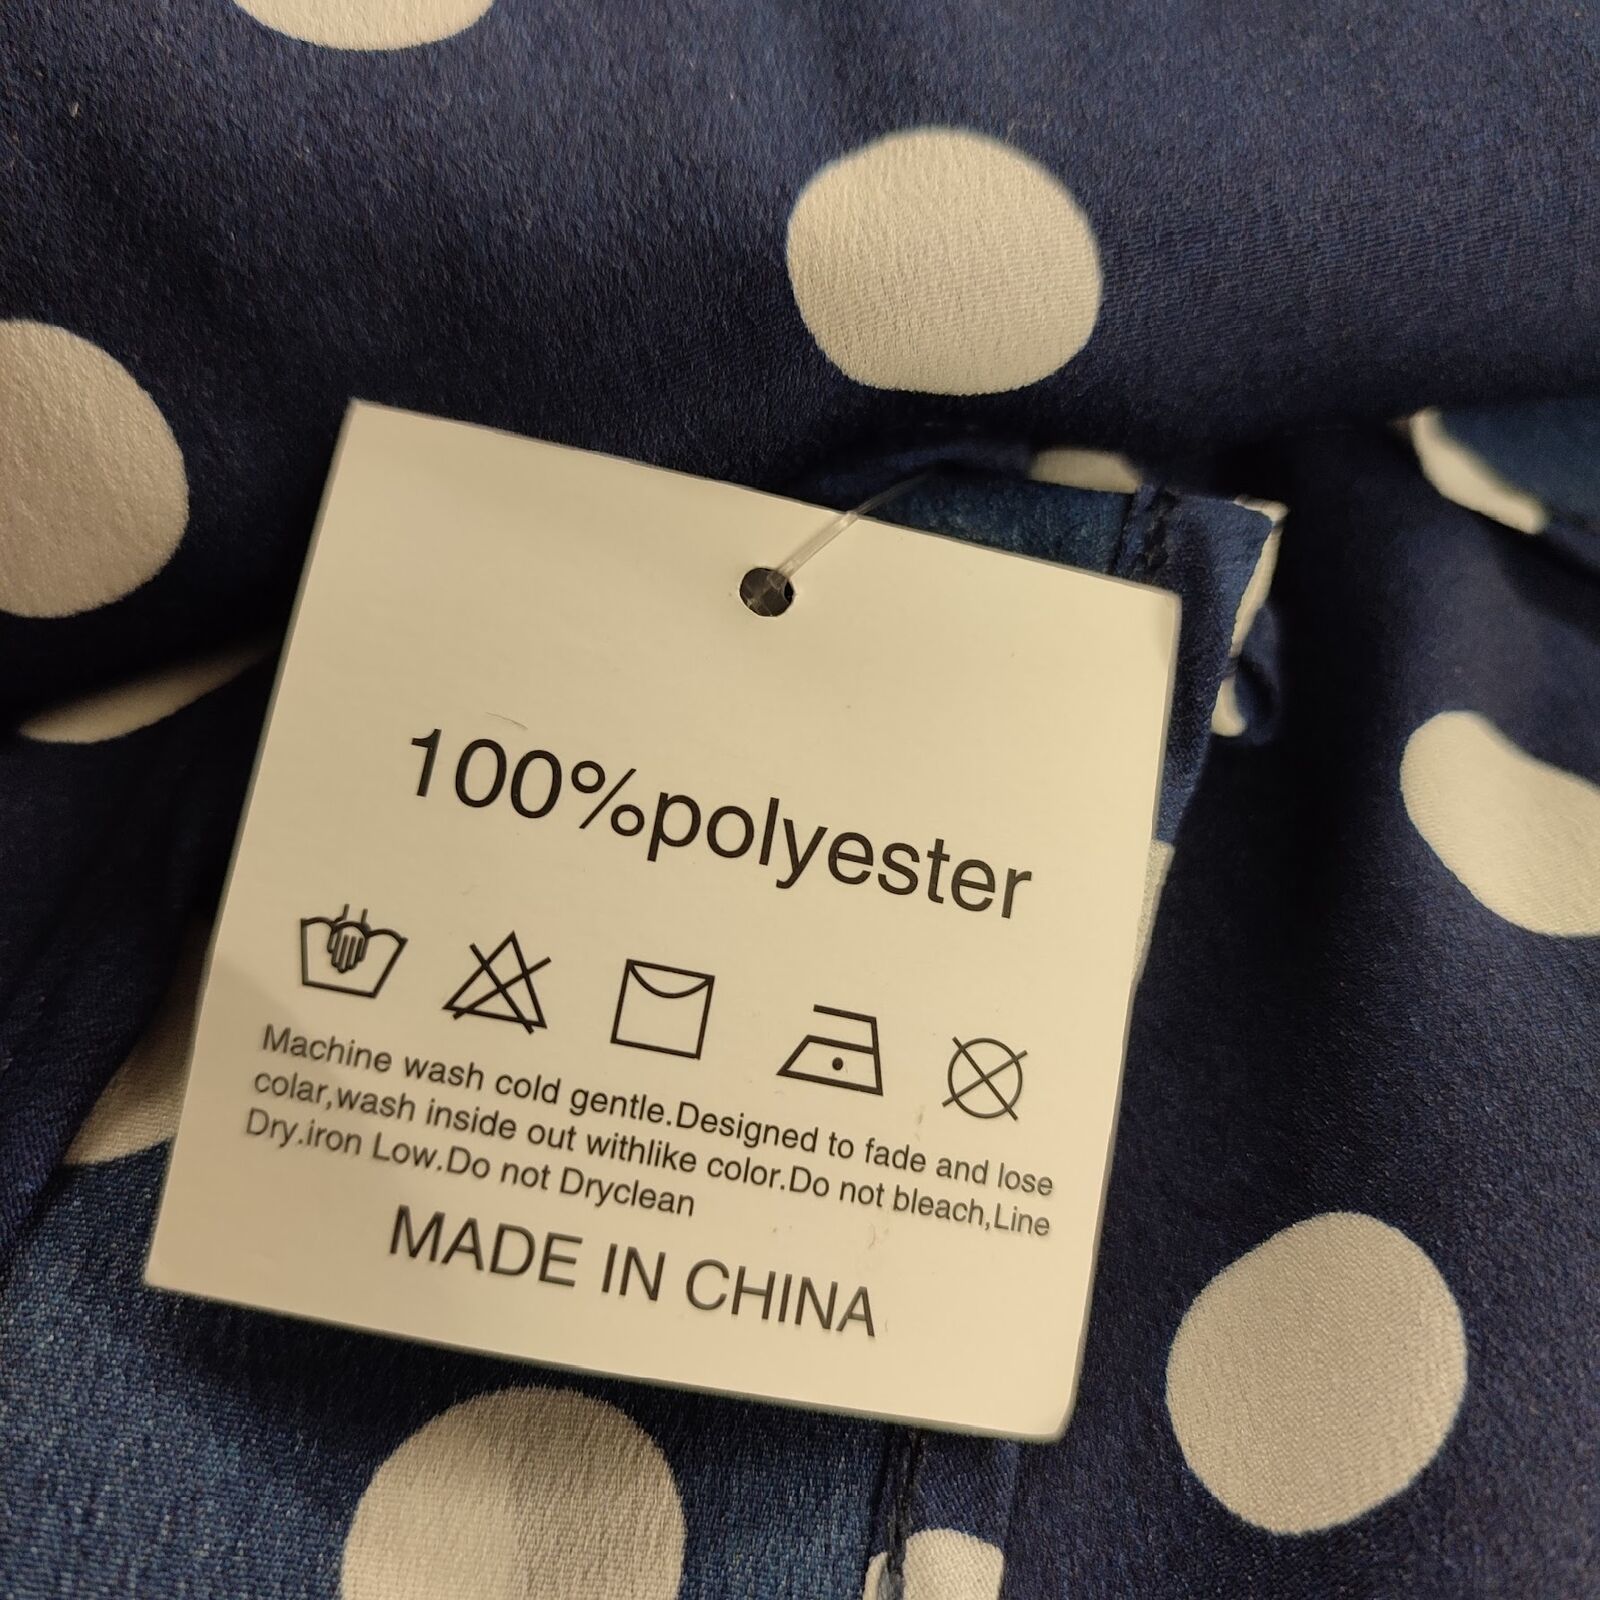 100%polyester
Machine wash cold gentle.Designed to fade and lose
colar,wash inside out withlike color.Do not bleach,Line
Dry.iron Low.Do not Dryclean
MADE IN CHINA